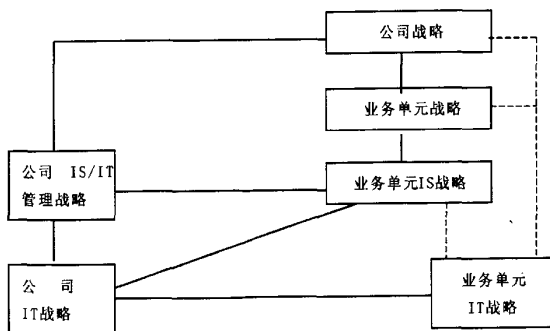 公司战略
业务单元战略
公司 IS/IT
管理战略
业务单元IS战略
公 司
IT战略
业务单元
IT战略